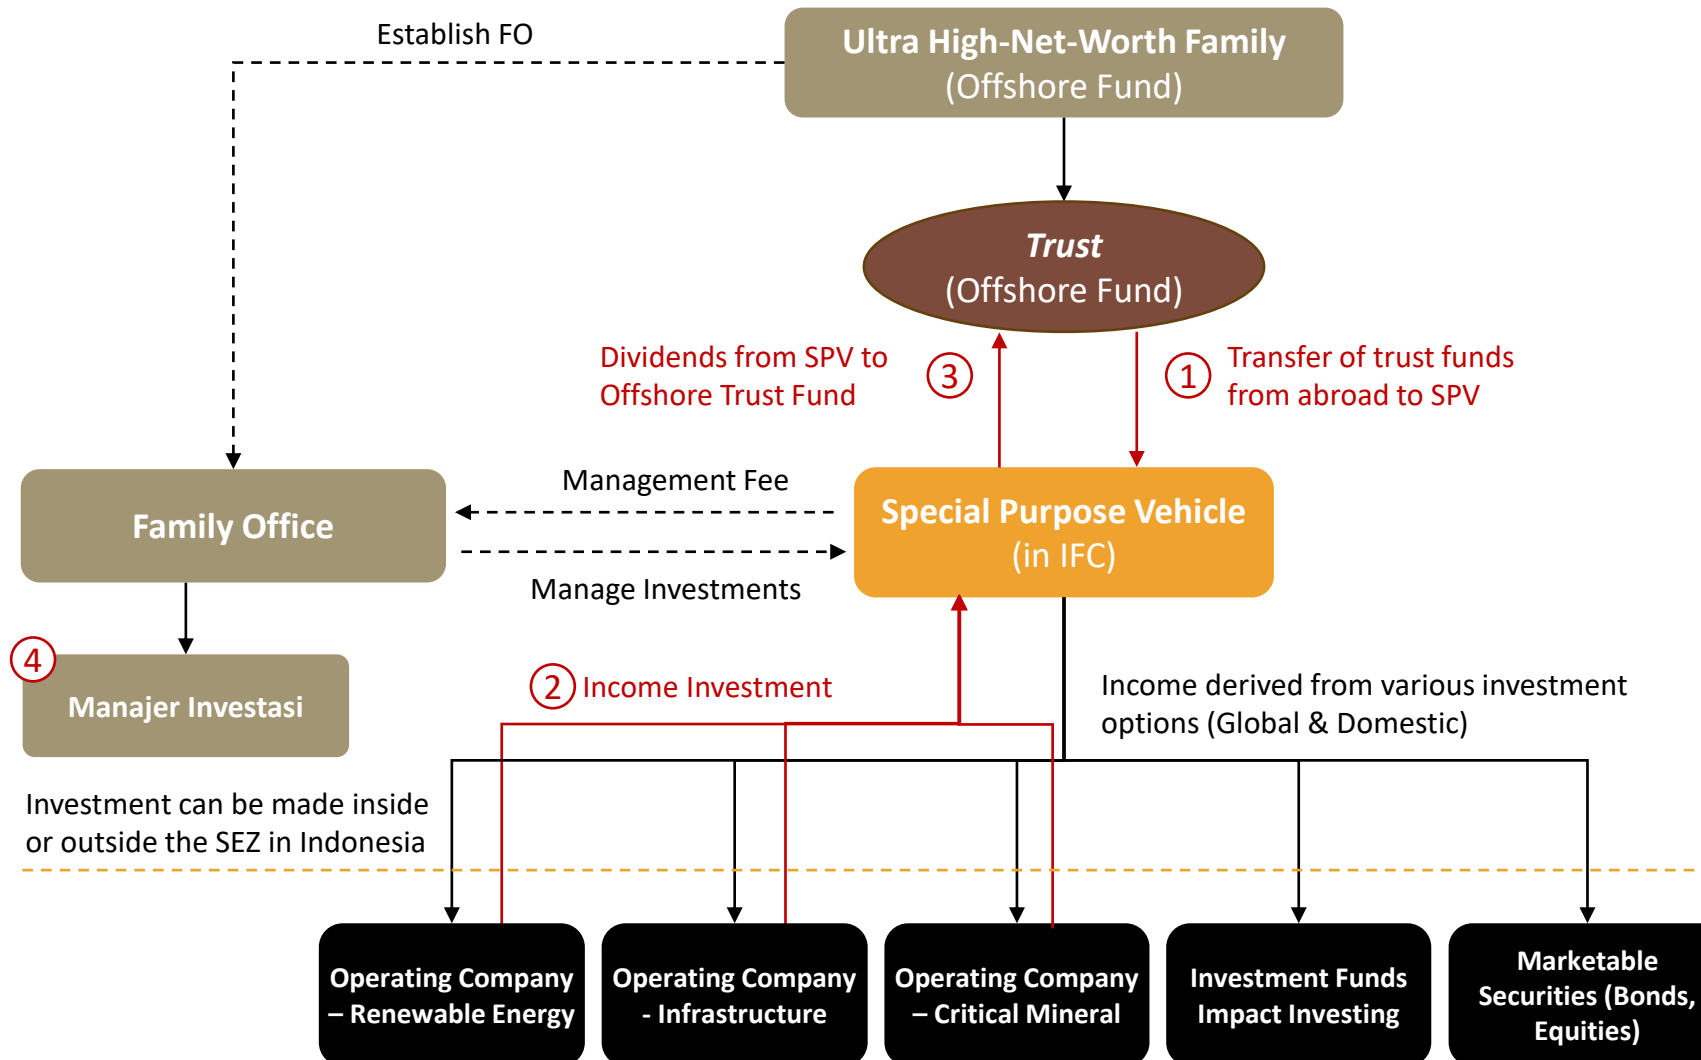 Establish FO
Ultra High-Net-Worth Family
(Offshore Fund)
Trust
(Offshore Fund)
Dividends from SPV to
Offshore Trust Fund
3
1
Transfer of trust funds
from abroad to SPV
Management Fee
Family Office
Special Purpose Vehicle
(in IFC)
Manage Investments
4
Manajer Investasi
2 Income Investment
Income derived from various investment
options (Global & Domestic)
Investment can be made inside
or outside the SEZ in Indonesia
Operating Company
– Renewable Energy
Operating Company
- Infrastructure
Operating Company
– Critical Mineral
Investment Funds
Impact Investing
Marketable
Securities (Bonds,
Equities)